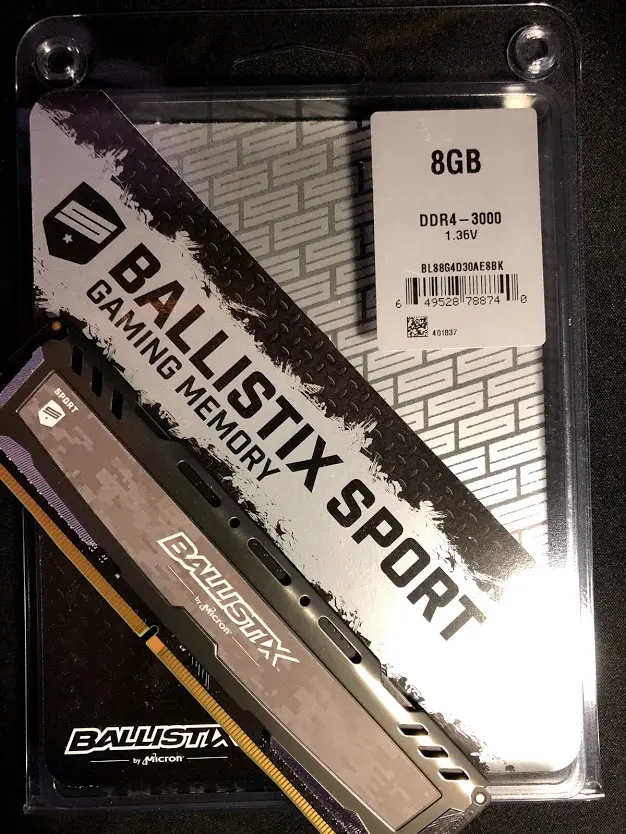 8GB
DDR4-3000
1.35V
BLS8G4D30AE8BK
6 49528 78874 0
401837
BALLISTIX SPORT
GAMING MEMORY
SPORT
BALLISTIX
by Micron
BALLISTIX
by Micron